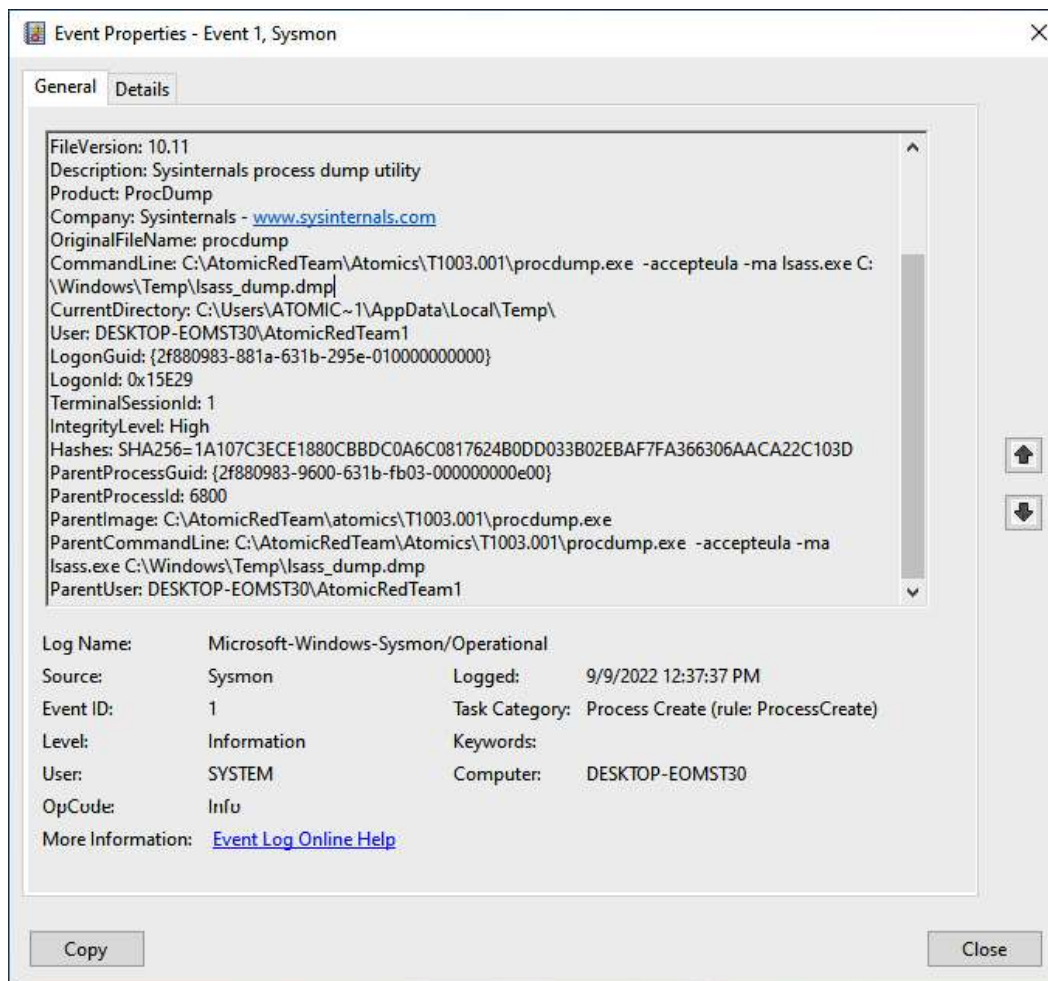 Event Properties - Event 1, Sysmon
General Details
FileVersion: 10.11
Description: Sysinternals process dump utility
Product: ProcDump
Company: Sysinternals - www.sysinternals.com
OriginalFileName: procdump
CommandLine: C:\AtomicRedTeam\Atomics\T1003.001\procdump.exe  -accepteula -ma lsass.exe C:
\Windows\Temp\lsass_dump.dmp
CurrentDirectory: C:\Users\ATOMIC~1\AppData\Local\Temp\
User: DESKTOP-EOMST30\AtomicRedTeam1
LogonGuid: {2f880983-881a-631b-295e-010000000000}
LogonId: 0x15E29
TerminalSessionId: 1
IntegrityLevel: High
Hashes: SHA256=1A107C3ECE1880CBBDC0A6C0817624B0DD033B02EBAF7FA366306AACA22C103D
ParentProcessGuid: {2f880983-9600-631b-fb03-000000000e00}
ParentProcessId: 6800
ParentImage: C:\AtomicRedTeam\atomics\T1003.001\procdump.exe
ParentCommandLine: C:\AtomicRedTeam\Atomics\T1003.001\procdump.exe  -accepteula -ma
lsass.exe C:\Windows\Temp\lsass_dump.dmp
ParentUser: DESKTOP-EOMST30\AtomicRedTeam1
Log Name: Microsoft-Windows-Sysmon/Operational
Source: Sysmon Logged: 9/9/2022 12:37:37 PM
Event ID: 1 Task Category: Process Create (rule: ProcessCreate)
Level: Information Keywords:
User: SYSTEM Computer: DESKTOP-EOMST30
OpCode: Info
More Information: Event Log Online Help
Copy Close